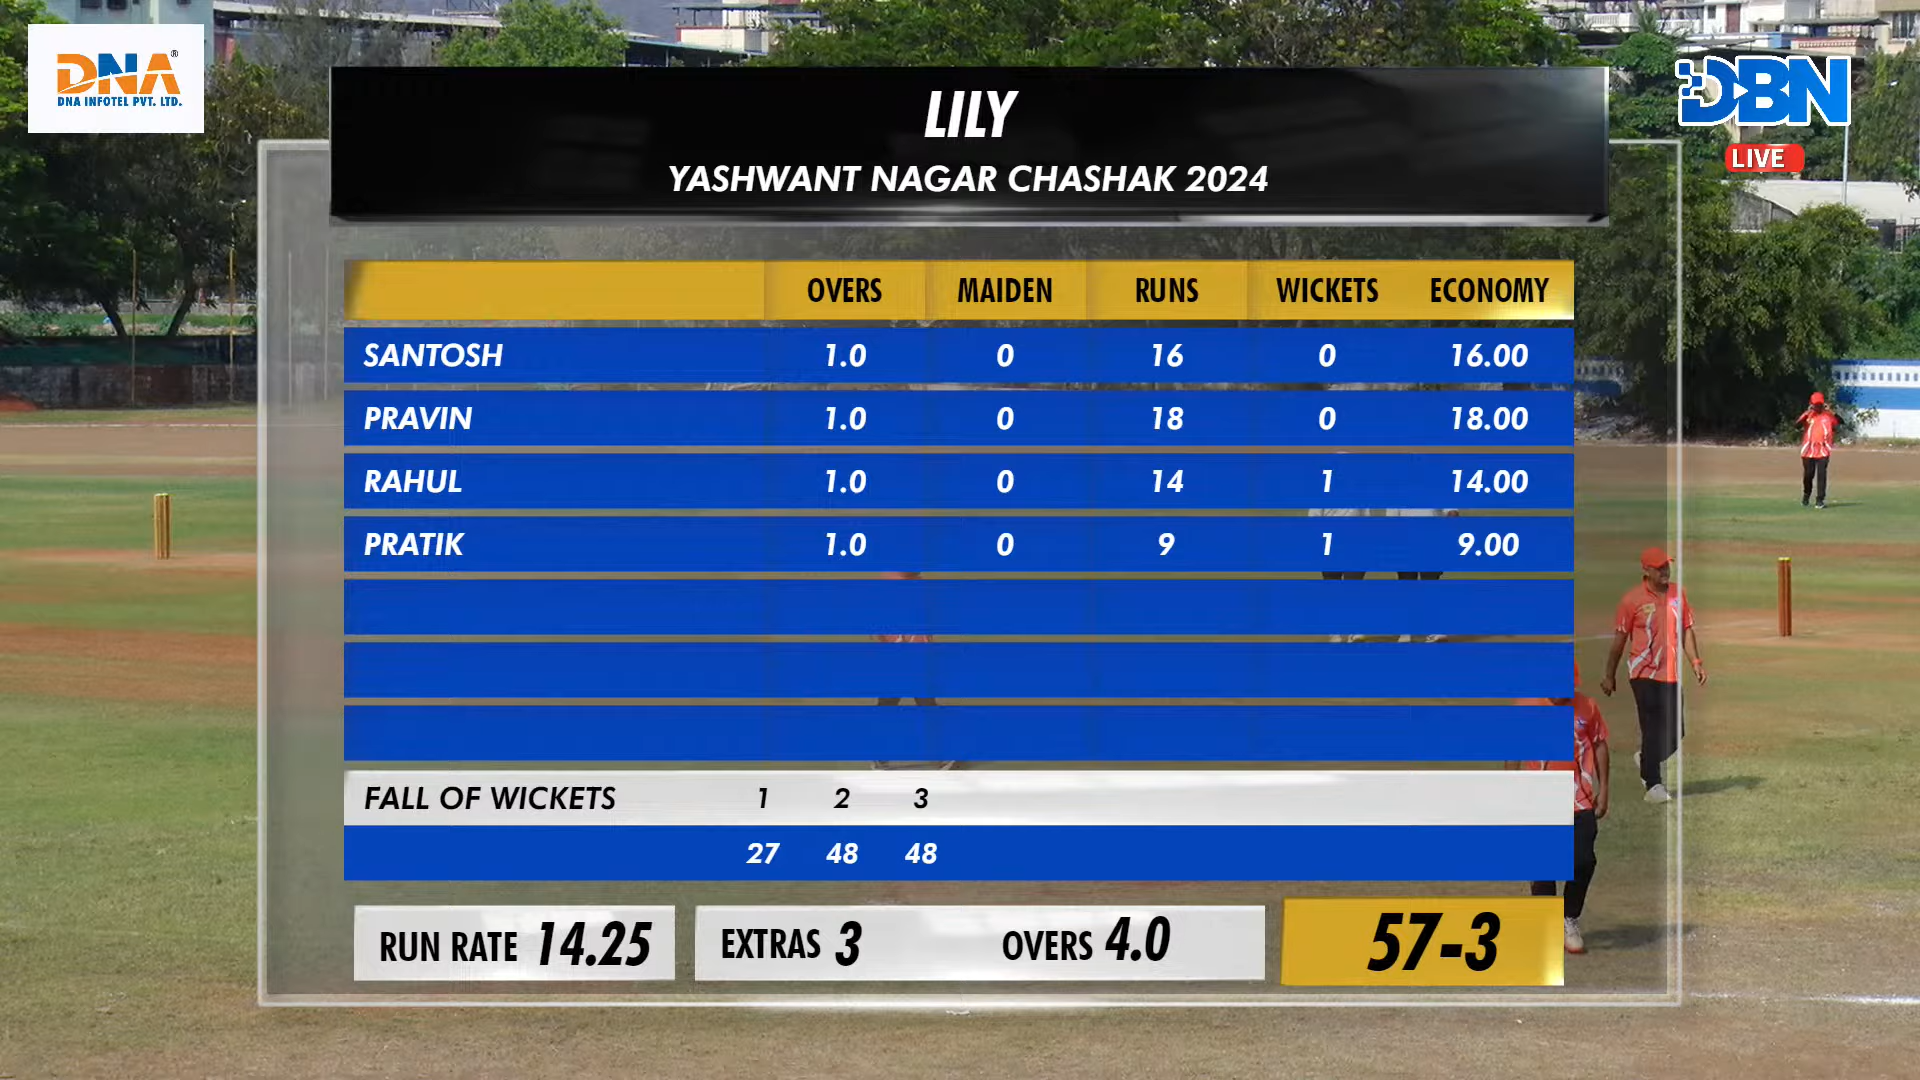 DNA®
DNA INFOTEL PVT. LTD.
DBN
LIVE
LILY
YASHWANT NAGAR CHASHAK 2024
OVERS MAIDEN RUNS WICKETS ECONOMY
SANTOSH 1.0 0 16 0 16.00
PRAVIN 1.0 0 18 0 18.00
RAHUL 1.0 0 14 1 14.00
PRATIK 1.0 0 9 1 9.00
FALL OF WICKETS 1 2 3
27 48 48
RUN RATE 14.25 EXTRAS 3 OVERS 4.0 57-3